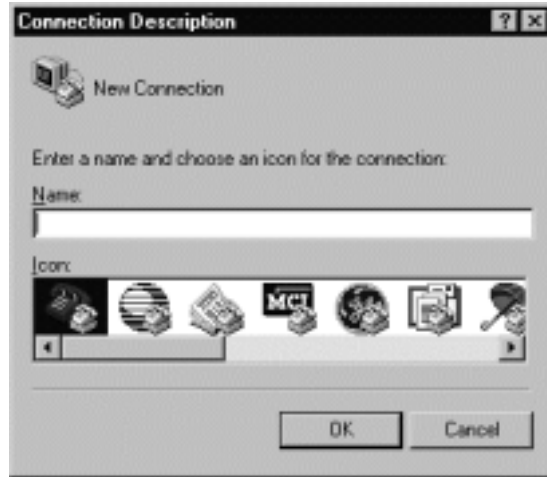 Connection Description
New Connection
Enter a name and choose an icon for the connection:
Name:
Icon:
MCI
OK Cancel